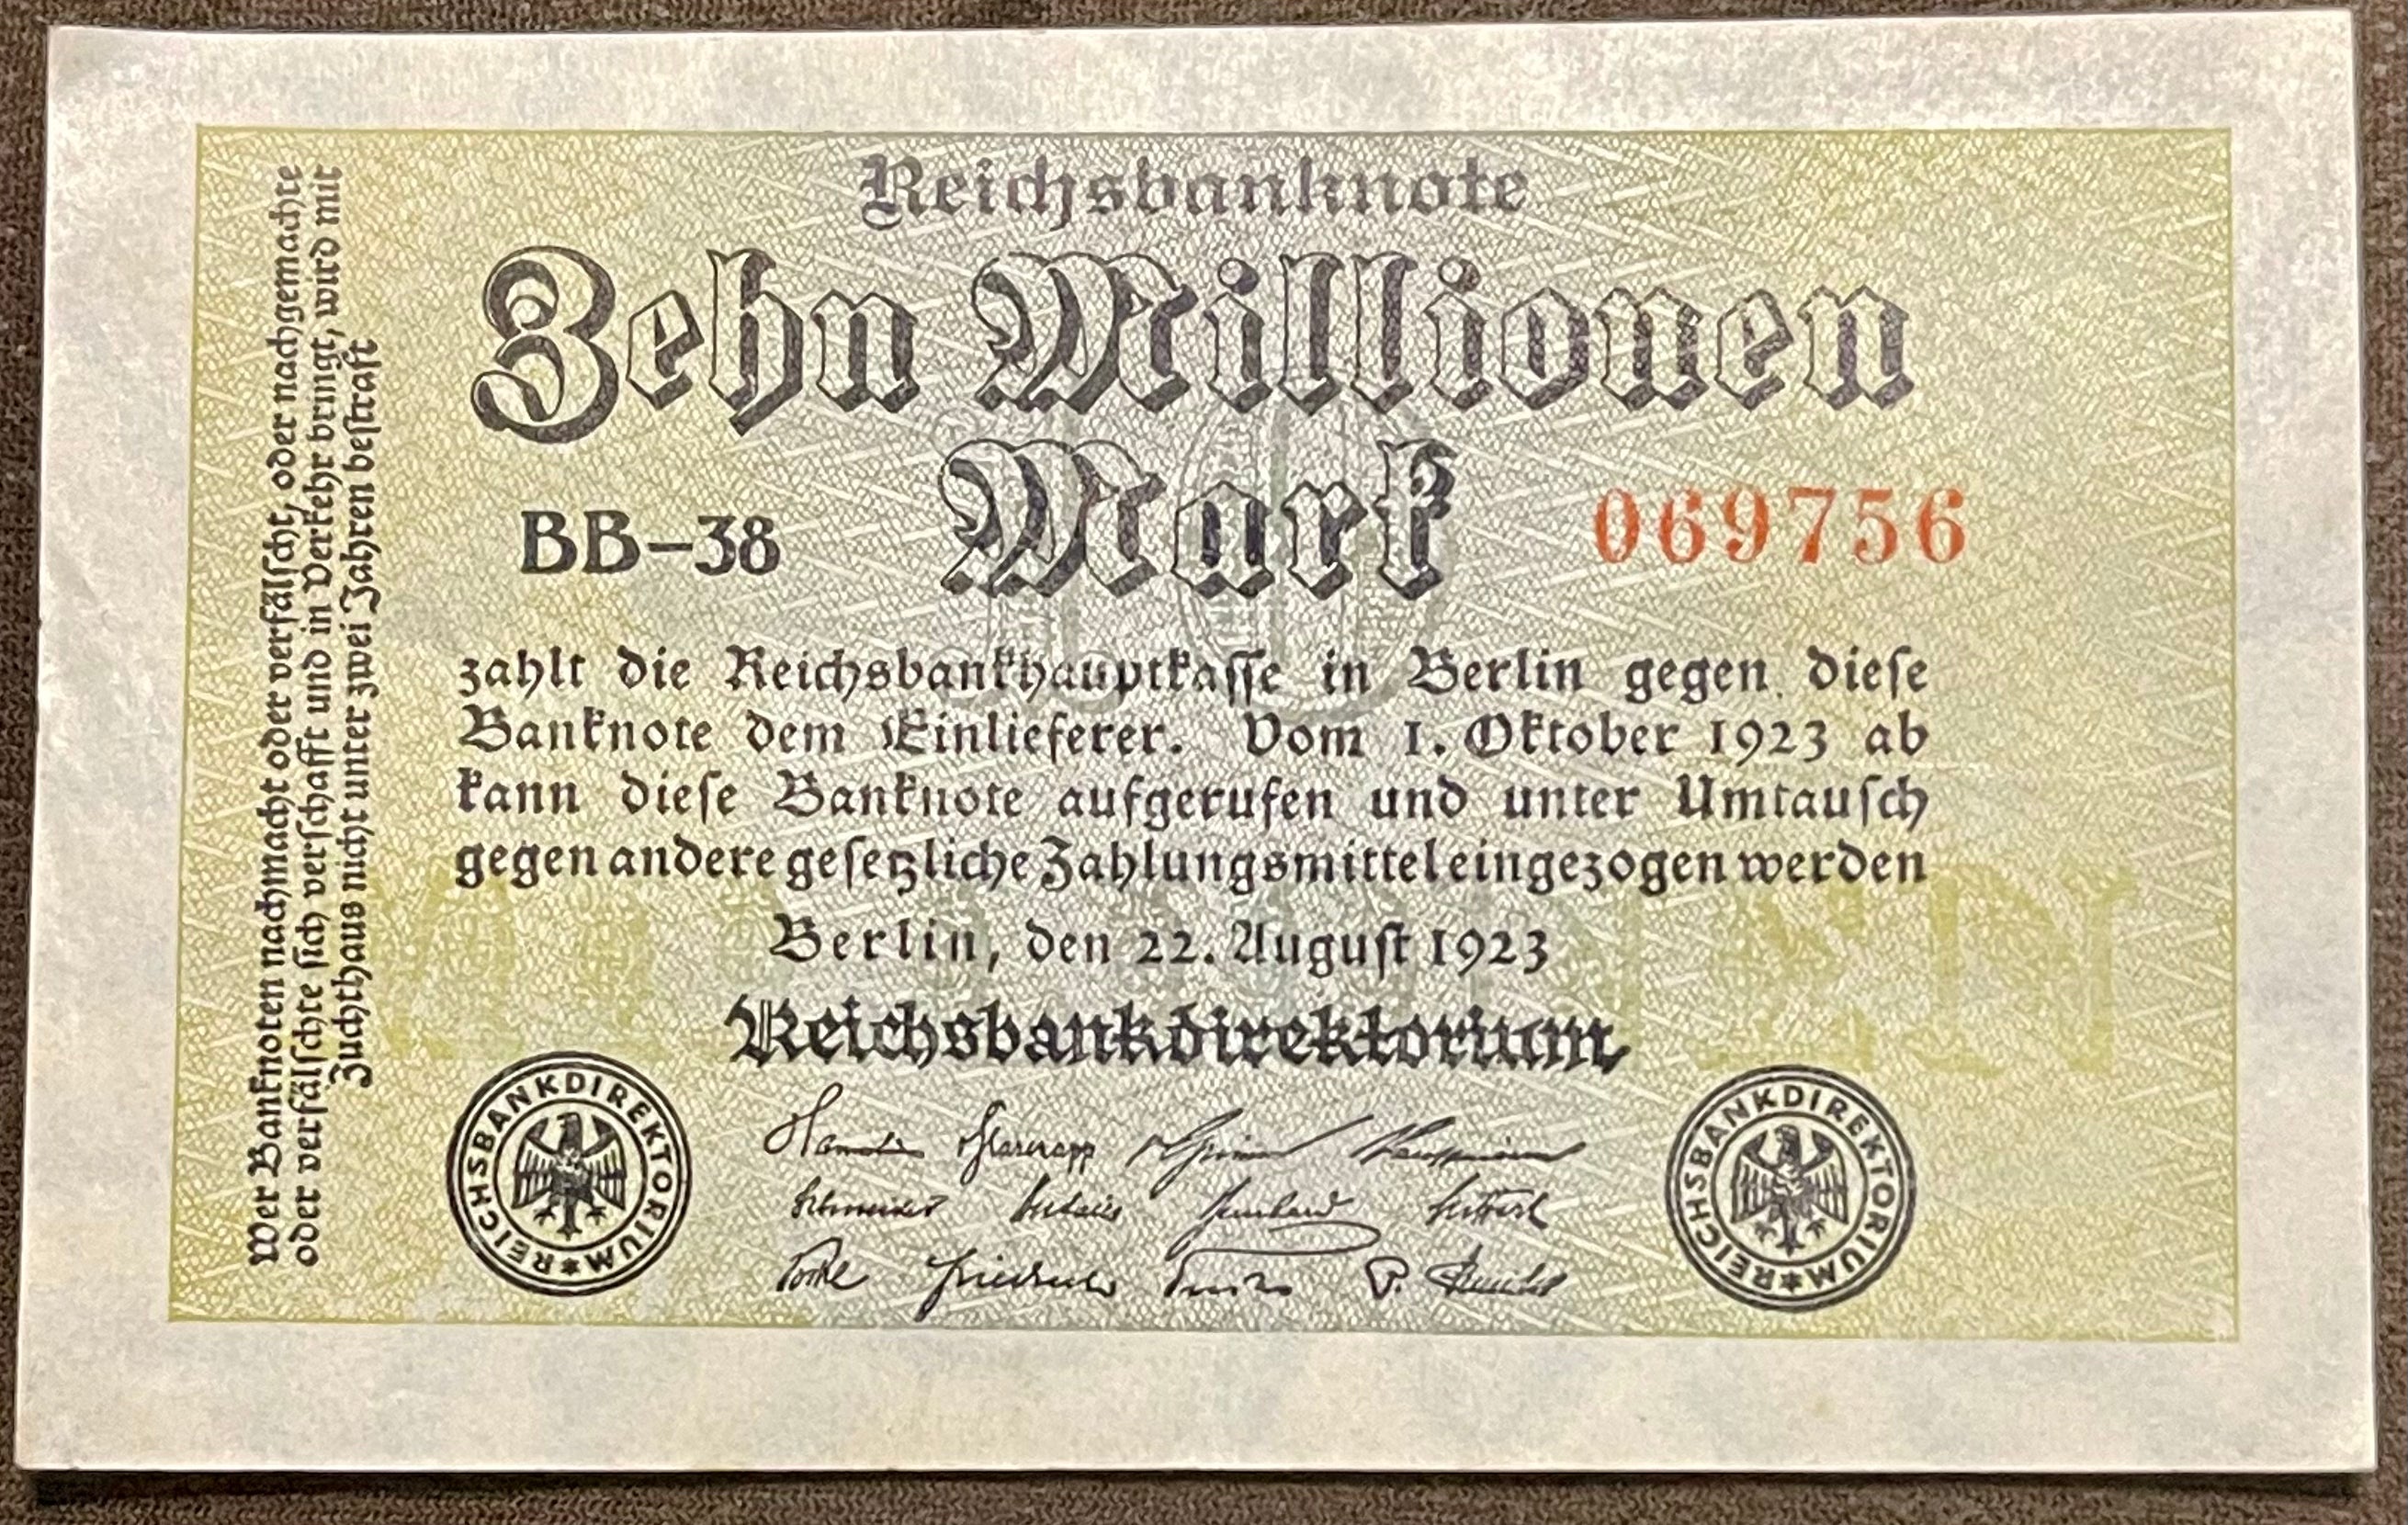 Reichsbanknote
Zehn Millionen
Mark
BB-38
069756
zahlt die Reichsbankhauptkasse in Berlin gegen diese
Banknote dem Einlieferer. Vom 1. Oktober 1923 ab
kann diese Banknote aufgerufen und unter Umtausch
gegen andere gesetzliche Zahlungsmittel eingezogen werden
Berlin, den 22. August 1923
Reichsbankdirektorium
Wer Banknoten nachmacht oder verfälscht, oder nachgemachte
oder verfälschte sich verschafft und in Verkehr bringt, wird mit
Zuchthaus nicht unter zwei Jahren bestraft
REICHSBANKDIREKTORIUM*
REICHSBANKDIREKTORIUM*